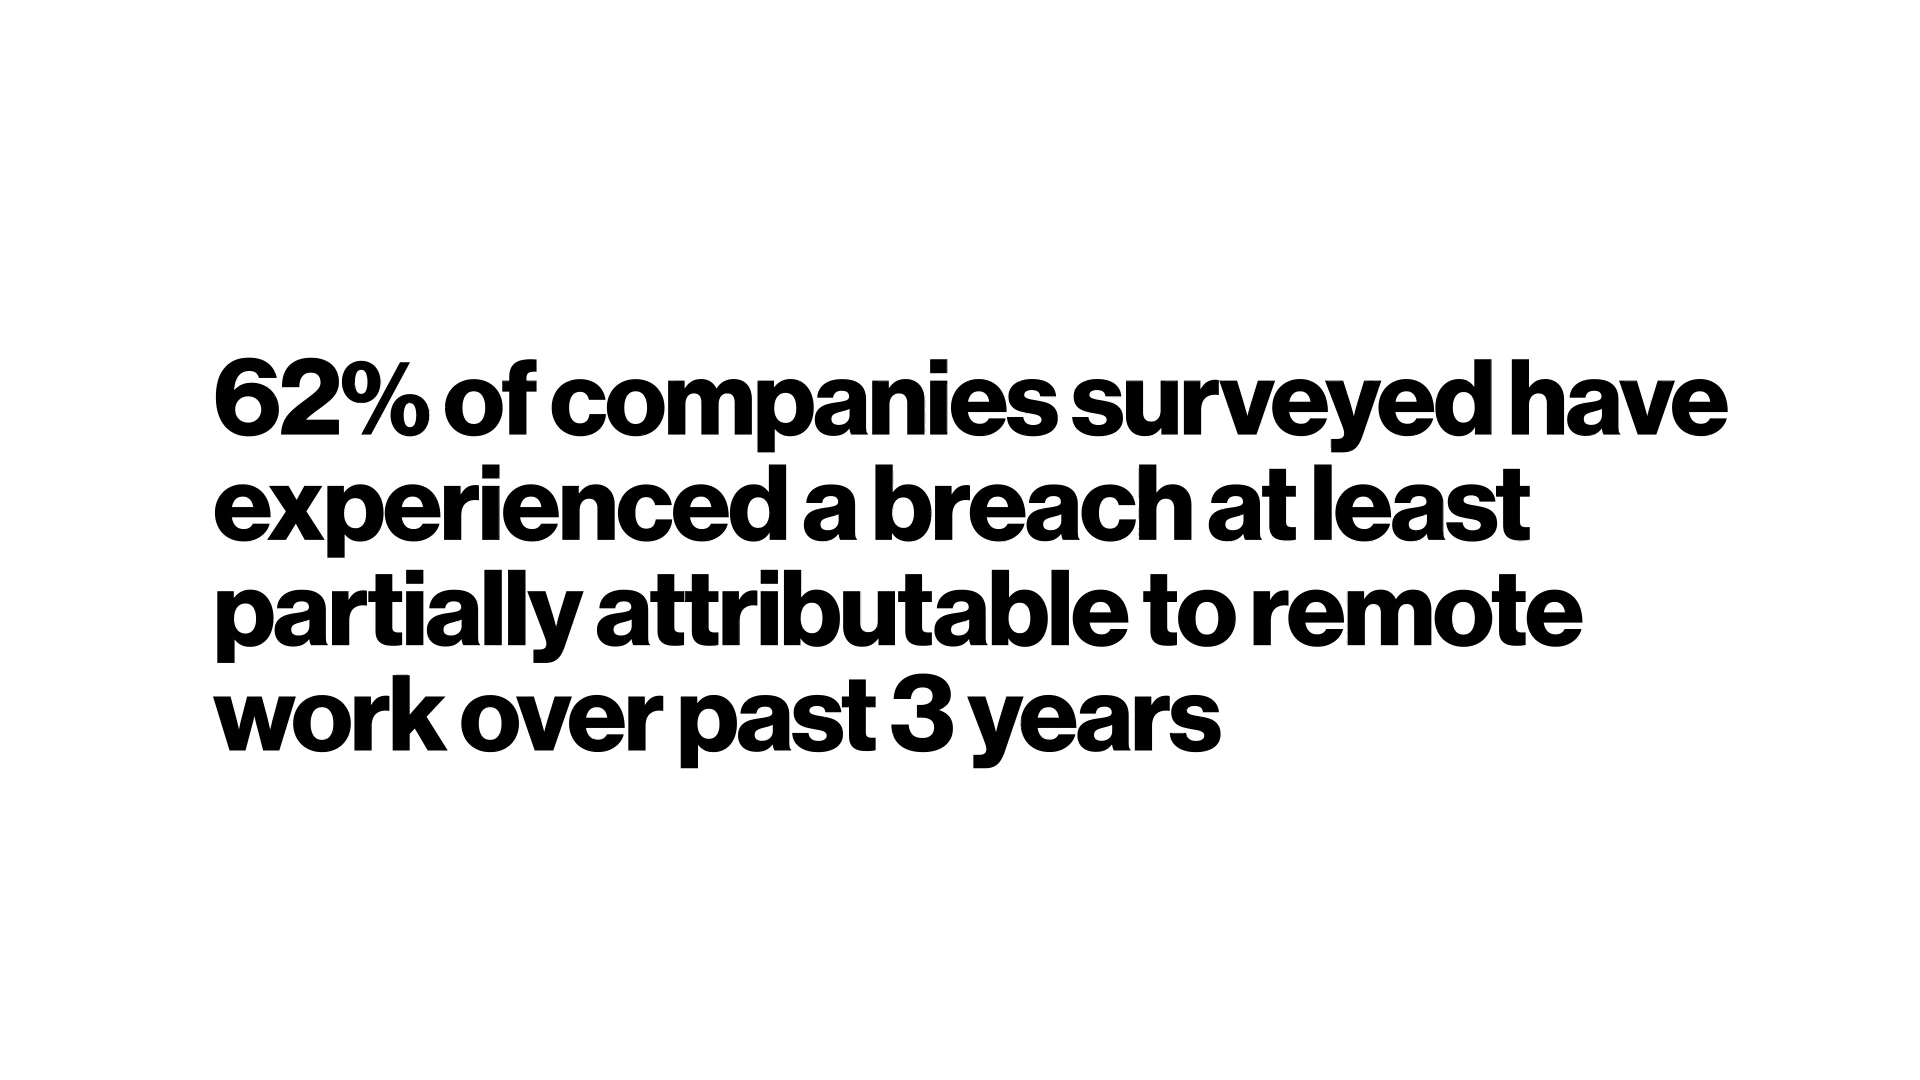 62% of companies surveyed have
experienced a breach at least
partially attributable to remote
work over past 3 years